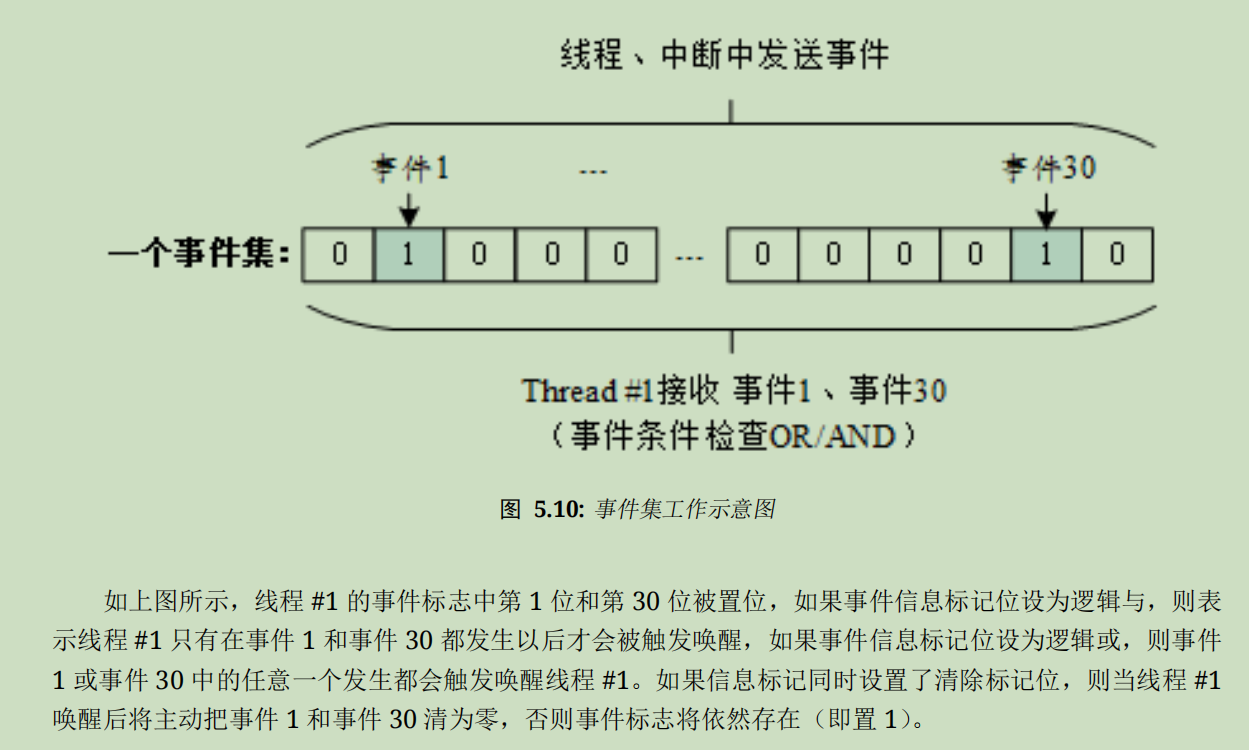 线程、中断中发送事件
事件1 --- 事件30
一个事件集: 0 1 0 0 0 --- 0 0 0 0 1 0
Thread #1接收 事件1、事件30
（事件条件检查OR/AND）
图 5.10: 事件集工作示意图
如上图所示，线程 #1 的事件标志中第 1 位和第 30 位被置位，如果事件信息标记位设为逻辑与，则表
示线程 #1 只有在事件 1 和事件 30 都发生以后才会被触发唤醒，如果事件信息标记位设为逻辑或，则事件
1 或事件 30 中的任意一个发生都会触发唤醒线程 #1。如果信息标记同时设置了清除标记位，则当线程 #1
唤醒后将主动把事件 1 和事件 30 清为零，否则事件标志将依然存在（即置 1）。